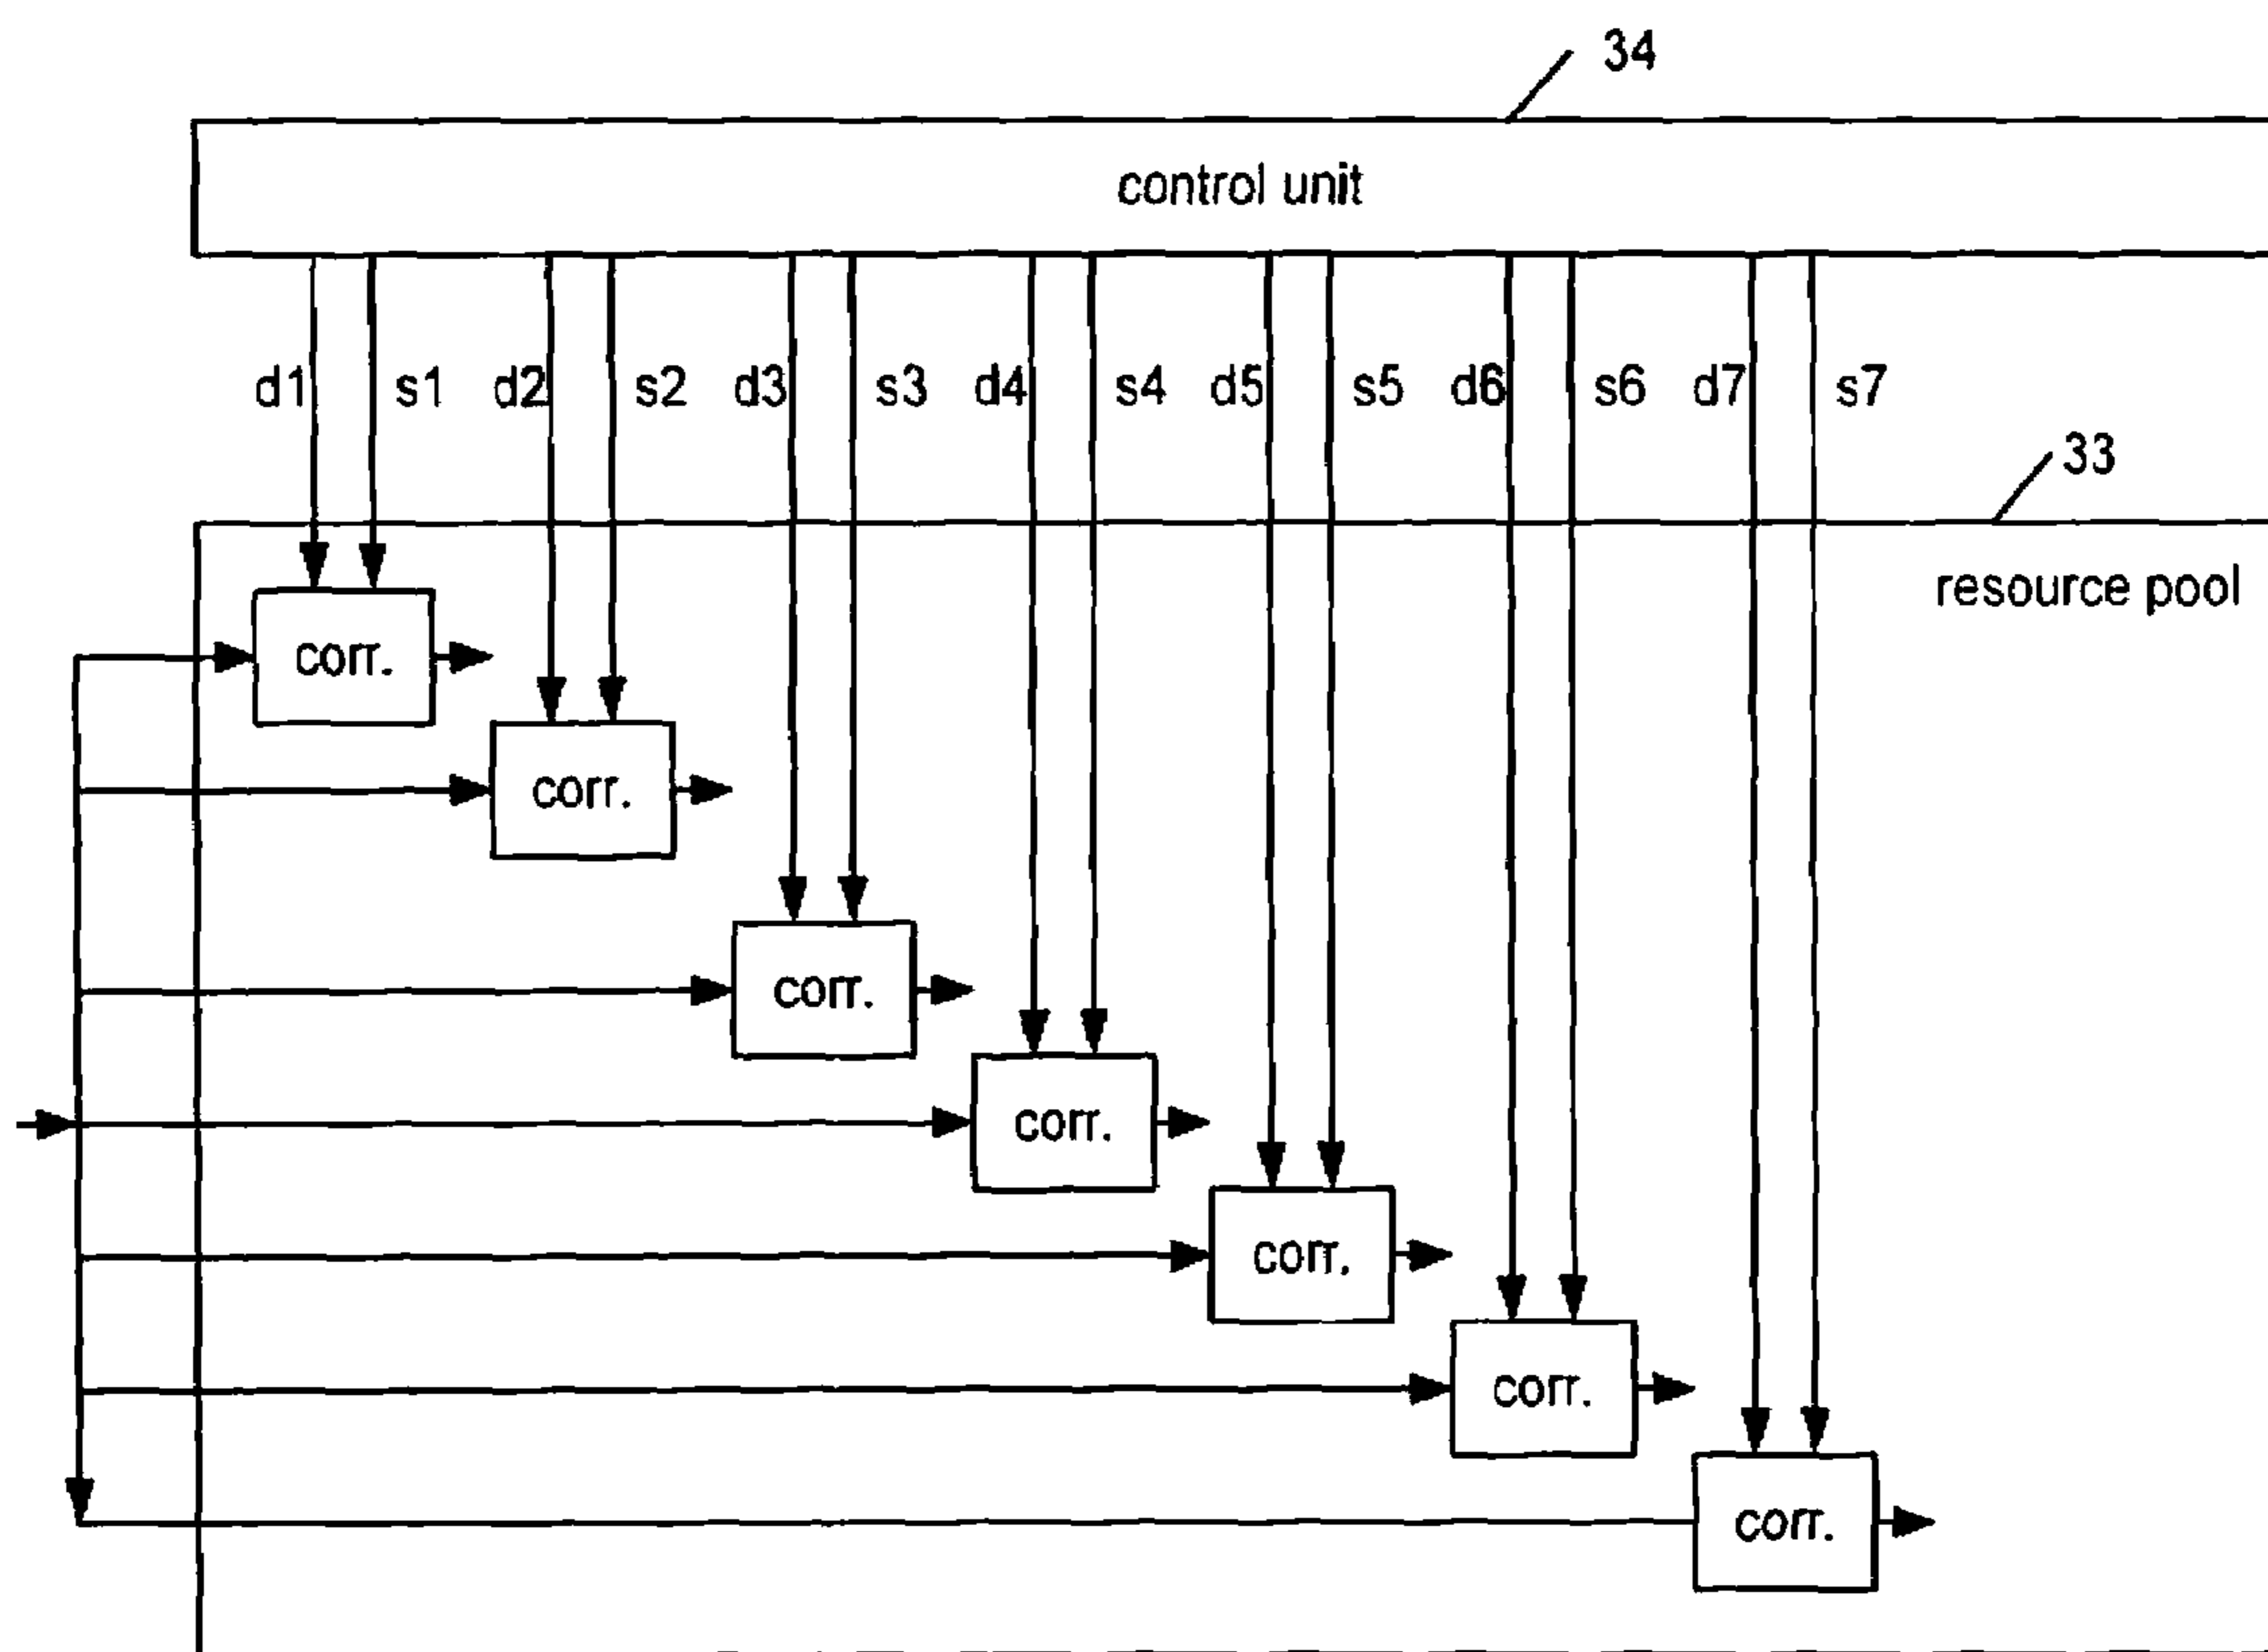 34
control unit
d1 s1 d2 s2 d3 s3 d4 s4 d5 s5 d6 s6 d7 s7
33
resource pool
corr.
corr.
corr.
corr.
corr.
corr.
corr.